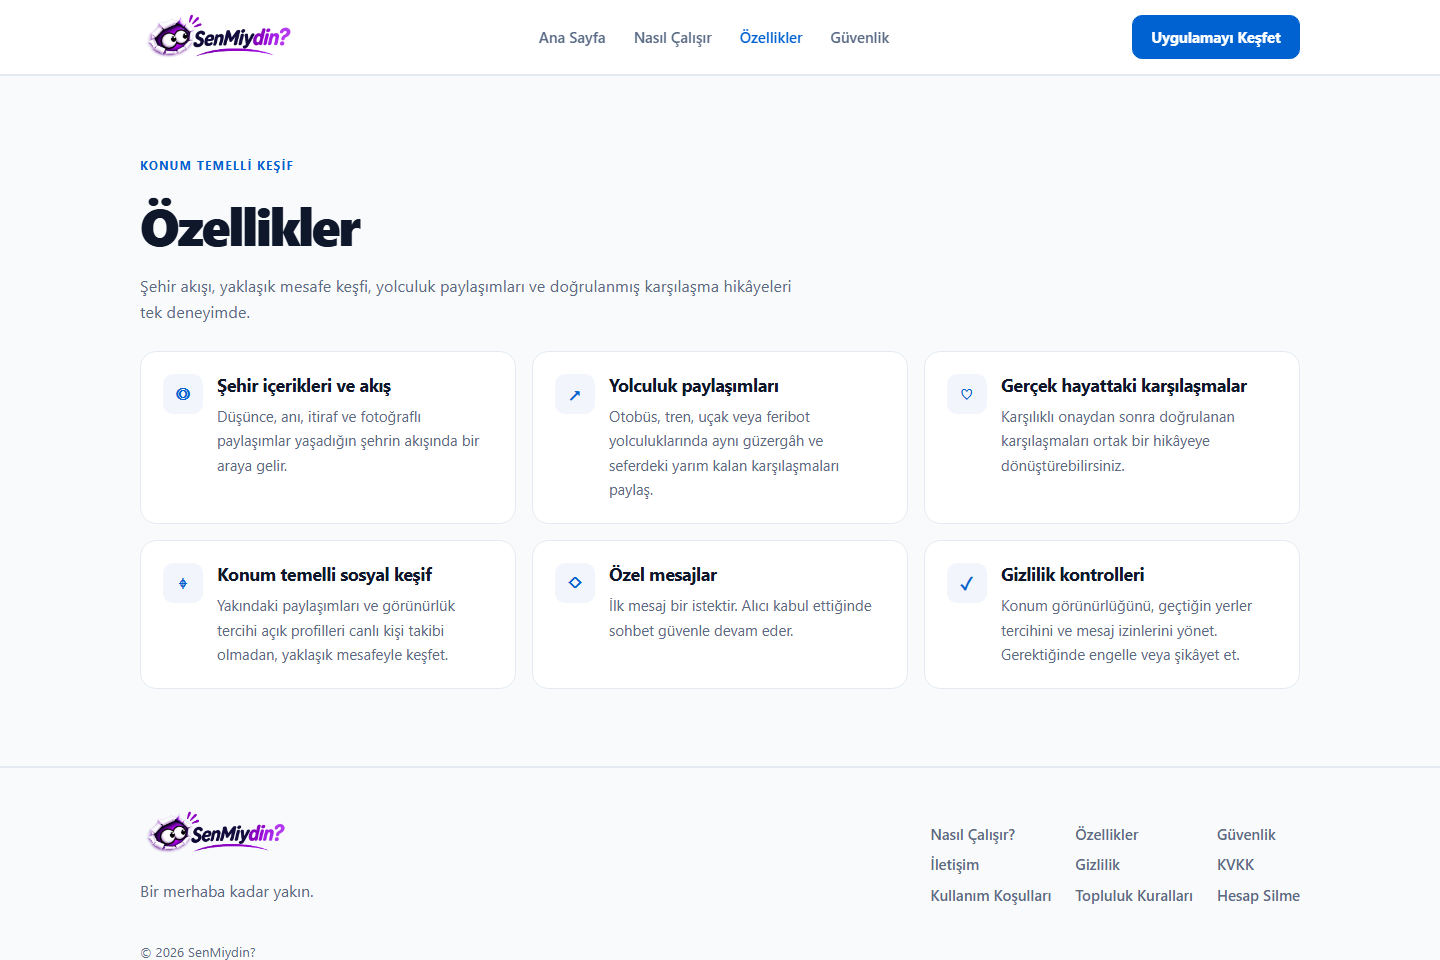 SenMiydin?
Ana Sayfa
Nasıl Çalışır
Özellikler
Güvenlik
Uygulamayı Keşfet
KONUM TEMELLİ KEŞİF
Özellikler
Şehir akışı, yaklaşık mesafe keşfi, yolculuk paylaşımları ve doğrulanmış karşılaşma hikâyeleri
tek deneyimde.
Şehir içerikleri ve akış
Düşünce, anı, itiraf ve fotoğraflı
paylaşımlar yaşadığın şehrin akışında bir
araya gelir.
Yolculuk paylaşımları
Otobüs, tren, uçak veya feribot
yolculuklarında aynı güzergâh ve
seferdeki yarım kalan karşılaşmaları
paylaş.
Gerçek hayattaki karşılaşmalar
Karşılıklı onaydan sonra doğrulanan
karşılaşmaları ortak bir hikâyeye
dönüştürebilirsiniz.
Konum temelli sosyal keşif
Yakındaki paylaşımları ve görünürlük
tercihi açık profilleri canlı kişi takibi
olmadan, yaklaşık mesafeyle keşfet.
Özel mesajlar
İlk mesaj bir istektir. Alıcı kabul ettiğinde
sohbet güvenle devam eder.
Gizlilik kontrolleri
Konum görünürlüğünü, geçtiğin yerler
tercihini ve mesaj izinlerini yönet.
Gerektiğinde engelle veya şikâyet et.
SenMiydin?
Bir merhaba kadar yakın.
Nasıl Çalışır?
Özellikler
Güvenlik
İletişim
Gizlilik
KVKK
Kullanım Koşulları
Topluluk Kuralları
Hesap Silme
© 2026 SenMiydin?